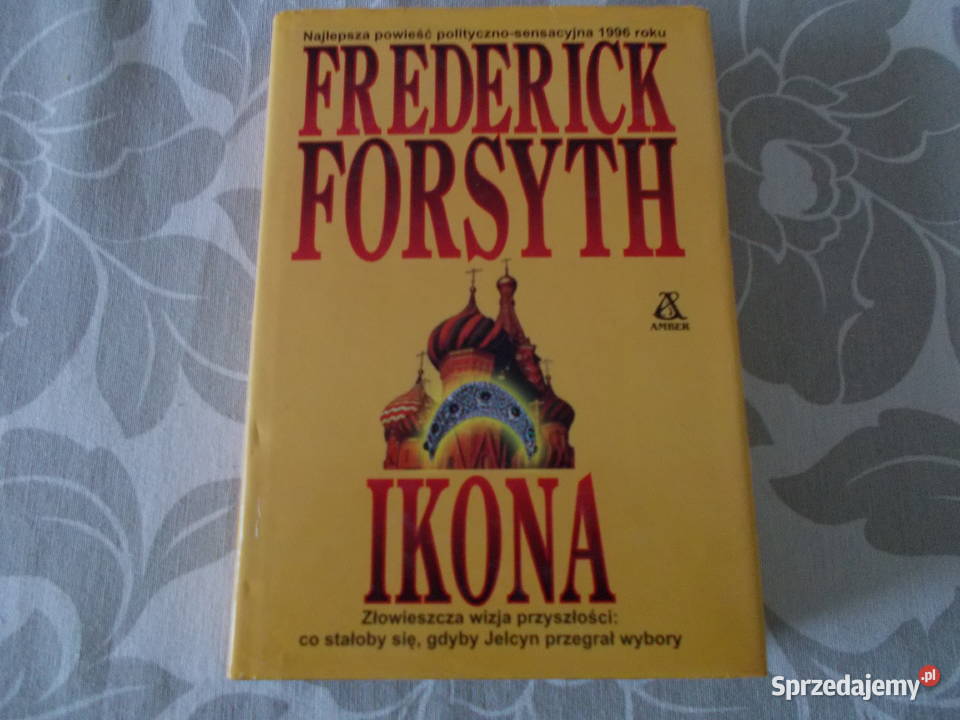 Najlepsza powieść polityczno-sensacyjna 1996 roku
FREDERICK
FORSYTH
AMBER
IKONA
Złowieszcza wizja przyszłości:
co stałoby się, gdyby Jelcyn przegrał wybory
Sprzedajemy.pl